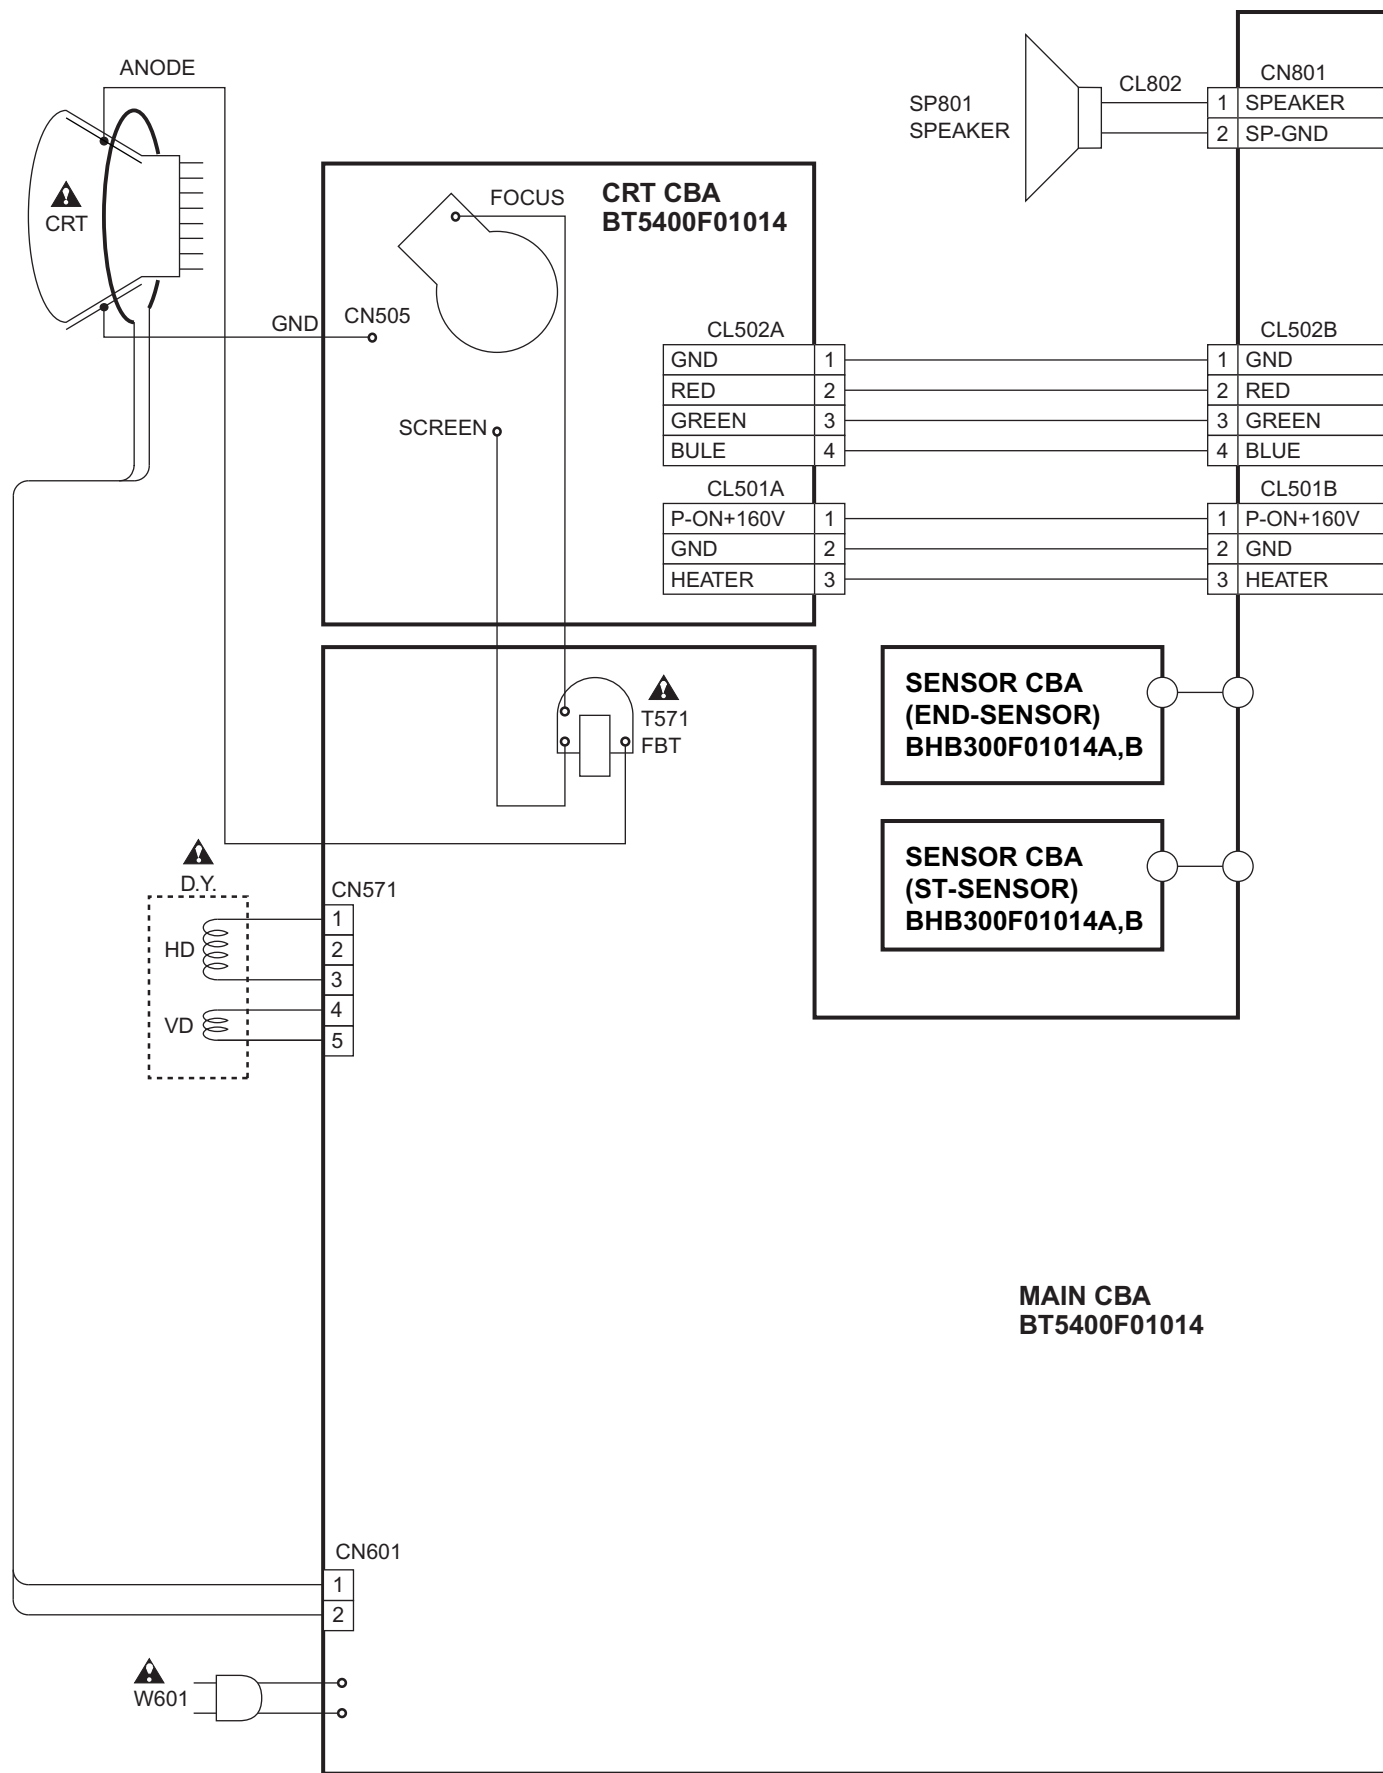 ANODE
CRT
GND
CN505
FOCUS
CRT CBA
BT5400F01014
SCREEN
SP801
SPEAKER
CL802
CN801
1 SPEAKER
2 SP-GND
CL502A
GND 1
RED 2
GREEN 3
BULE 4
CL502B
1 GND
2 RED
3 GREEN
4 BLUE
CL501A
P-ON+160V 1
GND 2
HEATER 3
CL501B
1 P-ON+160V
2 GND
3 HEATER
T571
FBT
SENSOR CBA
(END-SENSOR)
BHB300F01014A,B
SENSOR CBA
(ST-SENSOR)
BHB300F01014A,B
D.Y.
HD
VD
CN571
1
2
3
4
5
MAIN CBA
BT5400F01014
CN601
1
2
W601